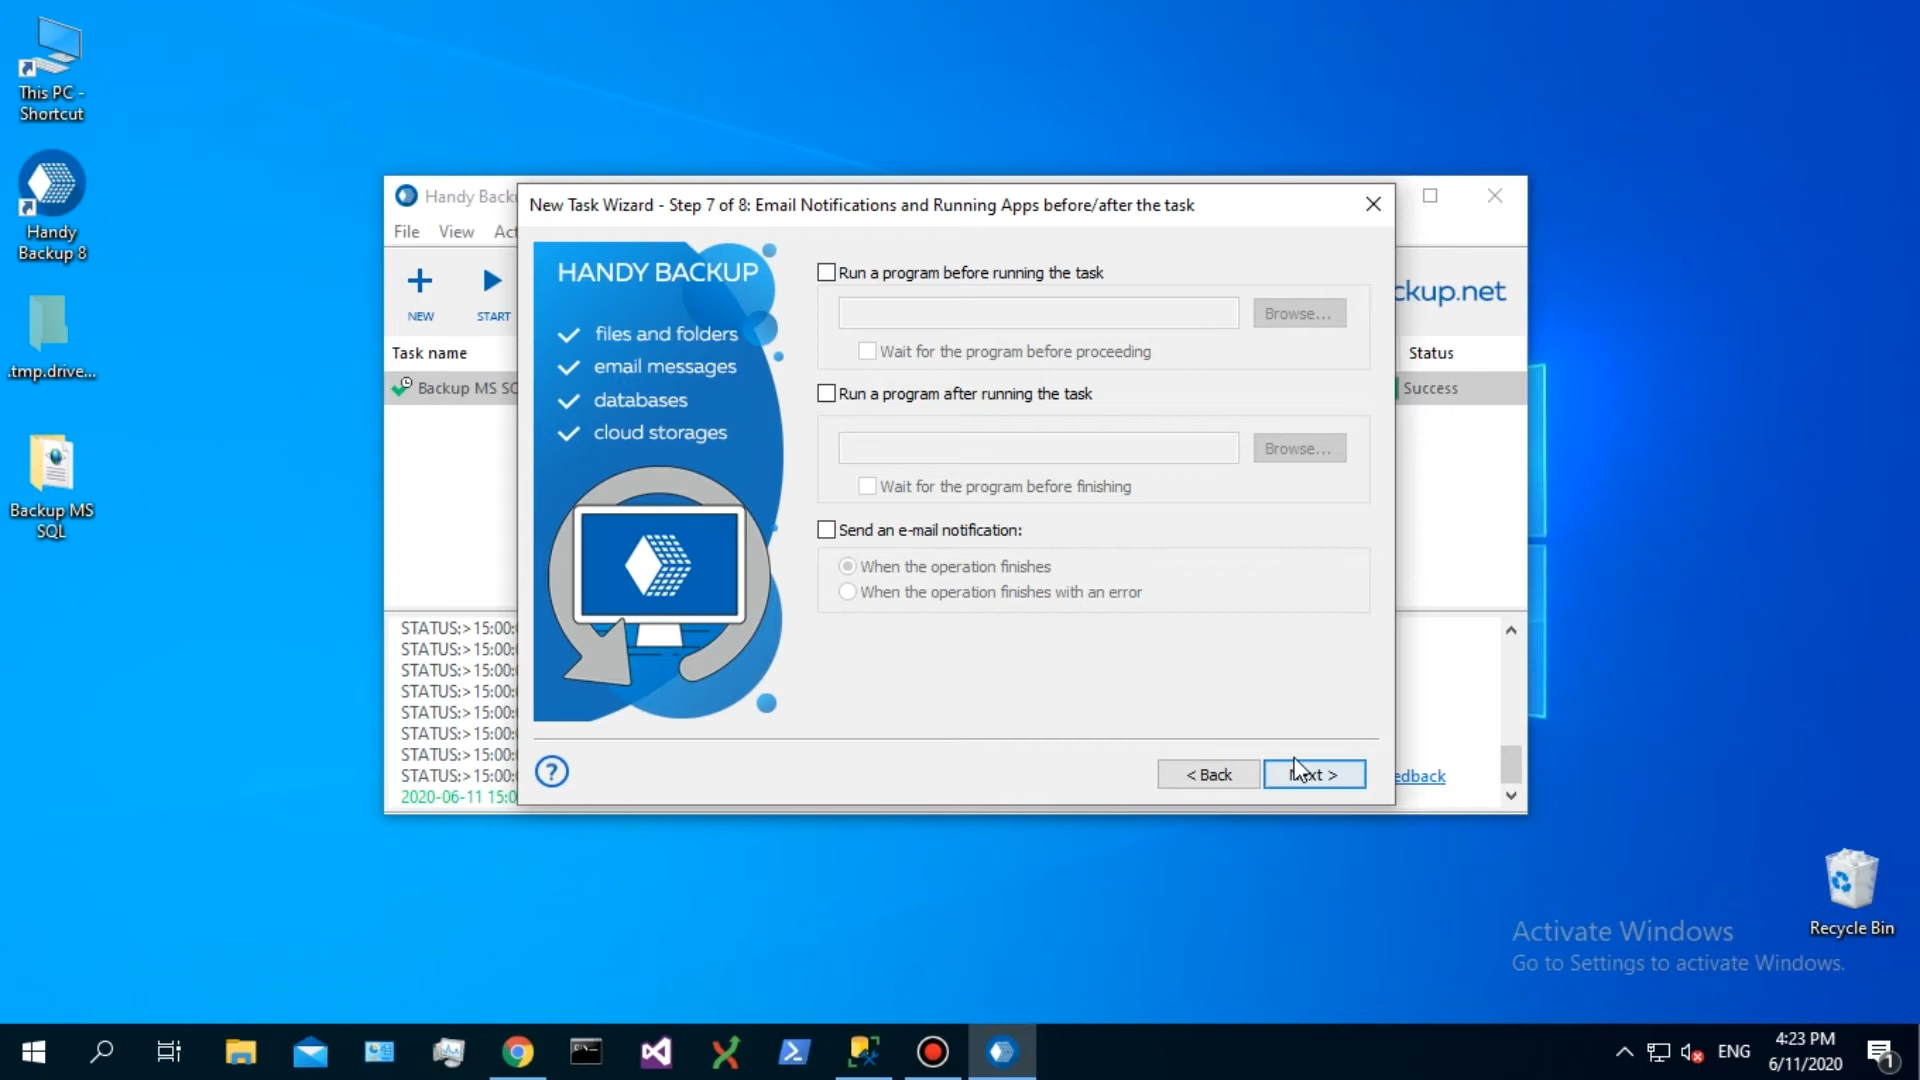 This PC -
Shortcut
Handy
Backup 8
.tmp.drive...
Backup MS
SQL
Handy Back
File View Act
NEW START
Task name
Backup MS SQ
STATUS:>15:00:
STATUS:>15:00:
STATUS:>15:00:
STATUS:>15:00:
STATUS:>15:00:
STATUS:>15:00:
STATUS:>15:00:
STATUS:>15:00:
2020-06-11 15:0
New Task Wizard - Step 7 of 8: Email Notifications and Running Apps before/after the task
HANDY BACKUP
files and folders
email messages
databases
cloud storages
Run a program before running the task
Browse...
Wait for the program before proceeding
Run a program after running the task
Browse...
Wait for the program before finishing
Send an e-mail notification:
When the operation finishes
When the operation finishes with an error
?
< Back
Next >
ckup.net
Status
Success
edback
Recycle Bin
Activate Windows
Go to Settings to activate Windows.
ENG
4:23 PM
6/11/2020
1